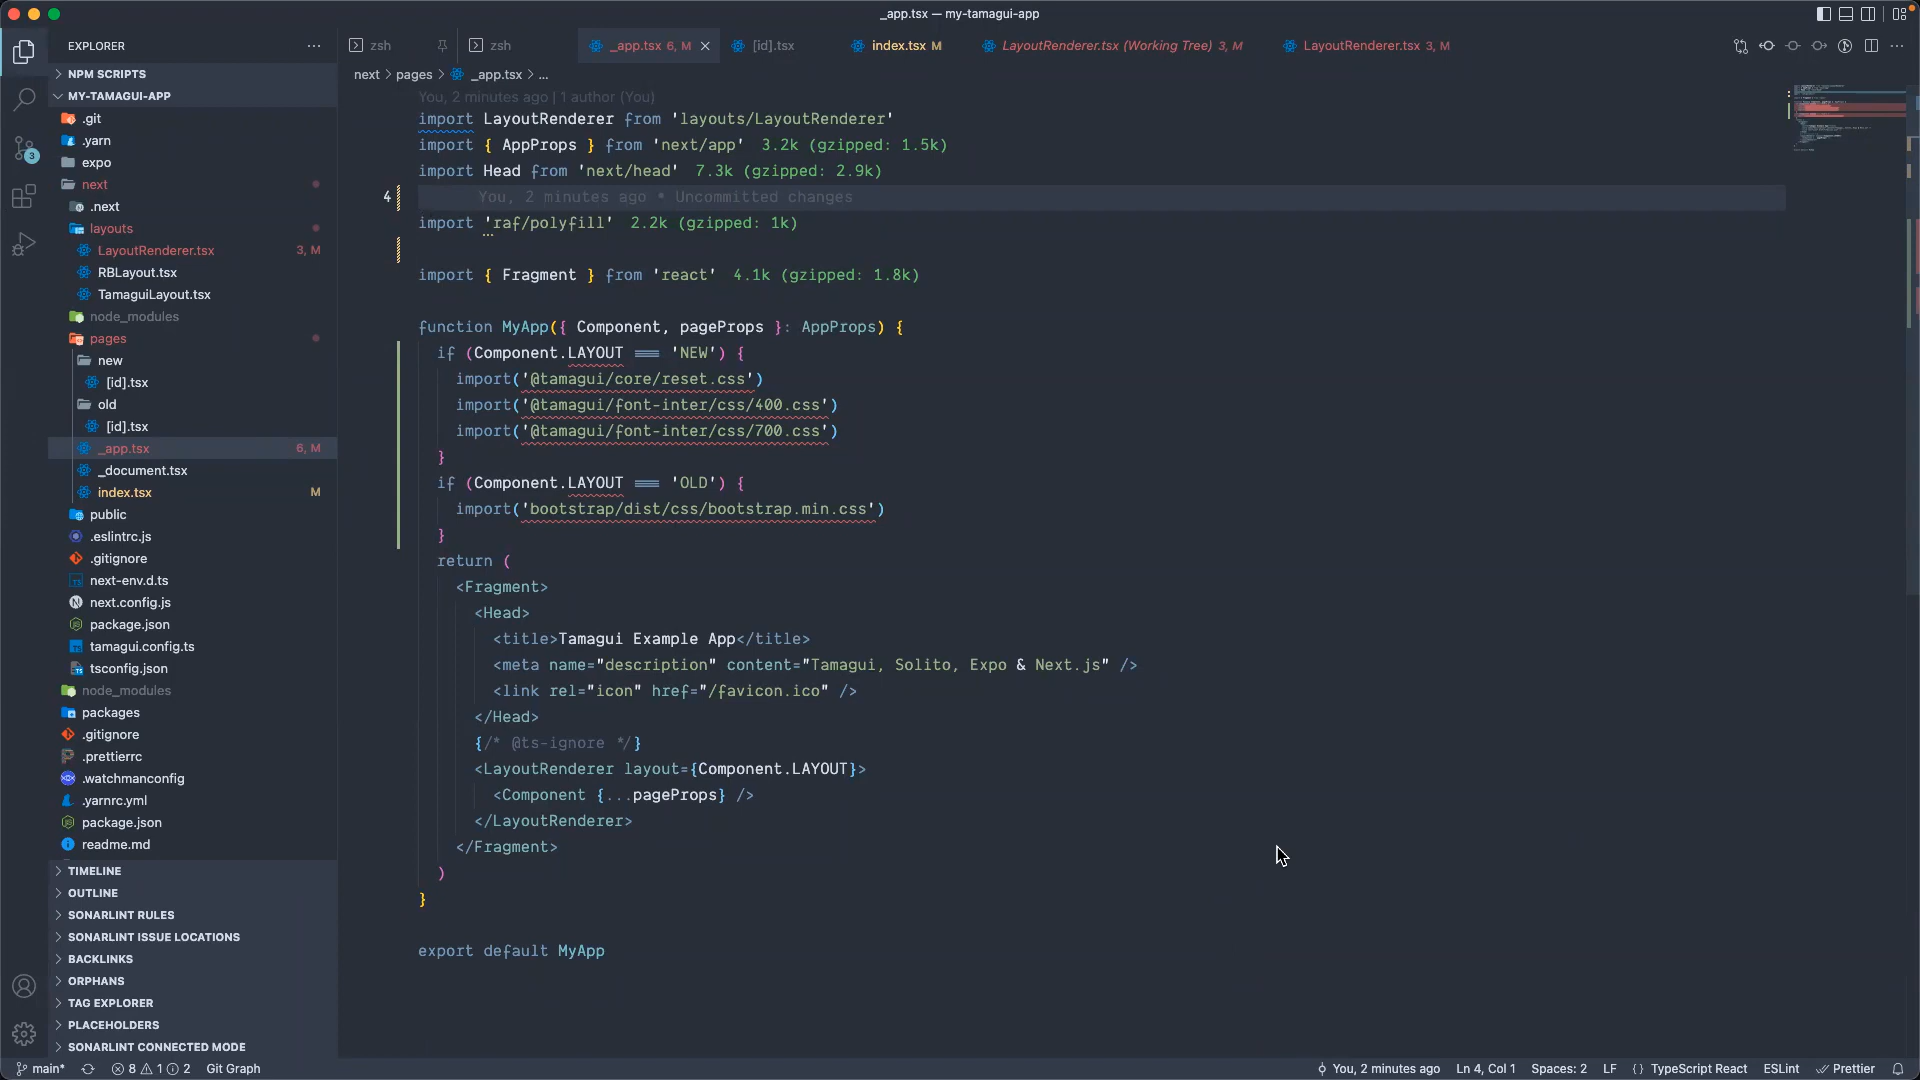 _app.tsx — my-tamagui-app
EXPLORER
NPM SCRIPTS
MY-TAMAGUI-APP
.git
.yarn
expo
next
.next
layouts
LayoutRenderer.tsx 3, M
RBLayout.tsx
TamaguiLayout.tsx
node_modules
pages
new
[id].tsx
old
[id].tsx
_app.tsx 6, M
_document.tsx
index.tsx M
public
.eslintrc.js
.gitignore
next-env.d.ts
next.config.js
package.json
tamagui.config.ts
tsconfig.json
node_modules
packages
.gitignore
.prettierrc
.watchmanconfig
.yarnrc.yml
package.json
readme.md
TIMELINE
OUTLINE
SONARLINT RULES
SONARLINT ISSUE LOCATIONS
BACKLINKS
ORPHANS
TAG EXPLORER
PLACEHOLDERS
SONARLINT CONNECTED MODE
3
zsh zsh _app.tsx 6, M [id].tsx index.tsx M LayoutRenderer.tsx (Working Tree) 3, M LayoutRenderer.tsx 3, M
next > pages > _app.tsx > ...
You, 2 minutes ago | 1 author (You)
import LayoutRenderer from 'layouts/LayoutRenderer'
import { AppProps } from 'next/app' 3.2k (gzipped: 1.5k)
import Head from 'next/head' 7.3k (gzipped: 2.9k)
4 You, 2 minutes ago • Uncommitted changes
import 'raf/polyfill' 2.2k (gzipped: 1k)
import { Fragment } from 'react' 4.1k (gzipped: 1.8k)
function MyApp({ Component, pageProps }: AppProps) {
if (Component.LAYOUT === 'NEW') {
import('@tamagui/core/reset.css')
import('@tamagui/font-inter/css/400.css')
import('@tamagui/font-inter/css/700.css')
}
if (Component.LAYOUT === 'OLD') {
import('bootstrap/dist/css/bootstrap.min.css')
}
return (
<Fragment>
<Head>
<title>Tamagui Example App</title>
<meta name="description" content="Tamagui, Solito, Expo & Next.js" />
<link rel="icon" href="/favicon.ico" />
</Head>
{/* @ts-ignore */}
<LayoutRenderer layout={Component.LAYOUT}>
<Component {...pageProps} />
</LayoutRenderer>
</Fragment>
)
}
export default MyApp
main* 8 1 2 Git Graph You, 2 minutes ago Ln 4, Col 1 Spaces: 2 LF {} TypeScript React ESLint Prettier